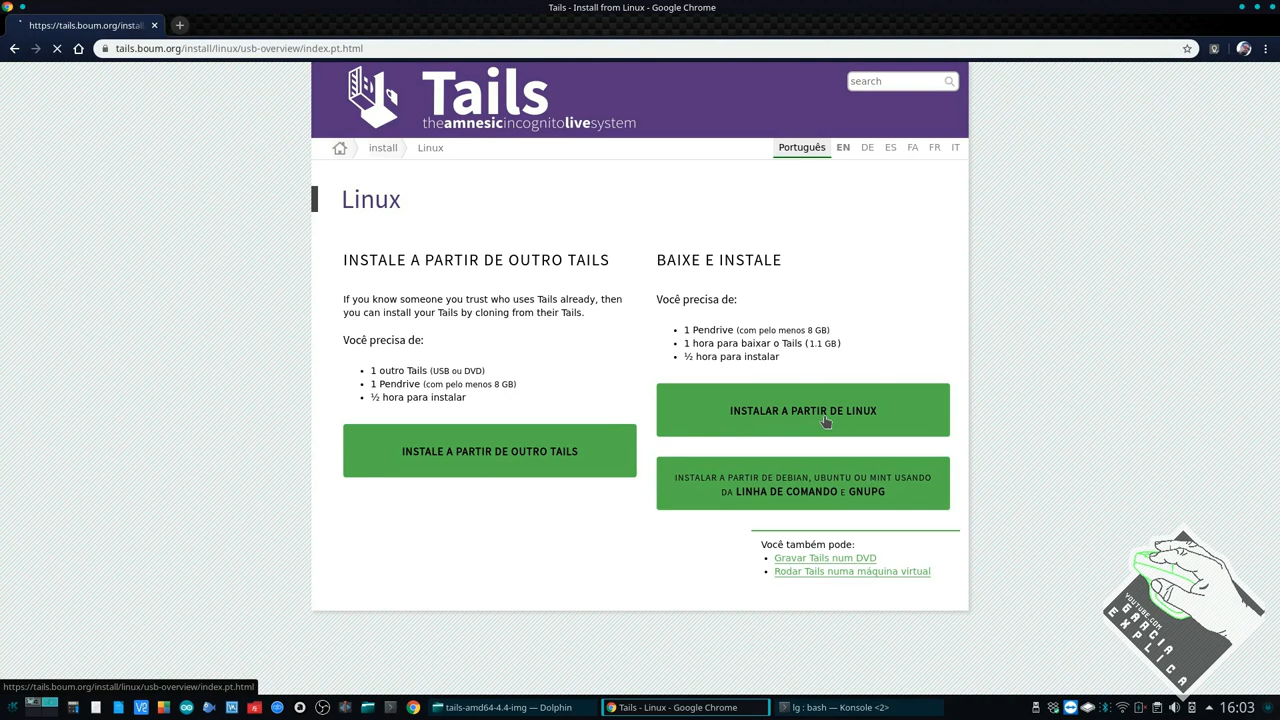 Tails - Install from Linux - Google Chrome
https://tails.boum.org/instal
tails.boum.org/install/linux/usb-overview/index.pt.html
Tails
theamnesicincognitolivesystem
search
install
Linux
Português
EN
DE
ES
FA
FR
IT
Linux
INSTALE A PARTIR DE OUTRO TAILS
If you know someone you trust who uses Tails already, then
you can install your Tails by cloning from their Tails.
Você precisa de:
• 1 outro Tails (USB ou DVD)
• 1 Pendrive (com pelo menos 8 GB)
• ½ hora para instalar
INSTALE A PARTIR DE OUTRO TAILS
BAIXE E INSTALE
Você precisa de:
• 1 Pendrive (com pelo menos 8 GB)
• 1 hora para baixar o Tails (1.1 GB)
• ½ hora para instalar
INSTALAR A PARTIR DE LINUX
INSTALAR A PARTIR DE DEBIAN, UBUNTU OU MINT USANDO
DA LINHA DE COMANDO E GNUPG
Você também pode:
• Gravar Tails num DVD
• Rodar Tails numa máquina virtual
YOUTUBE.COM
GARCIA
EXPLICA
https://tails.boum.org/install/linux/usb-overview/index.pt.html
tails-amd64-4.4-img — Dolphin
Tails - Linux - Google Chrome
lg : bash — Konsole <2>
16:03